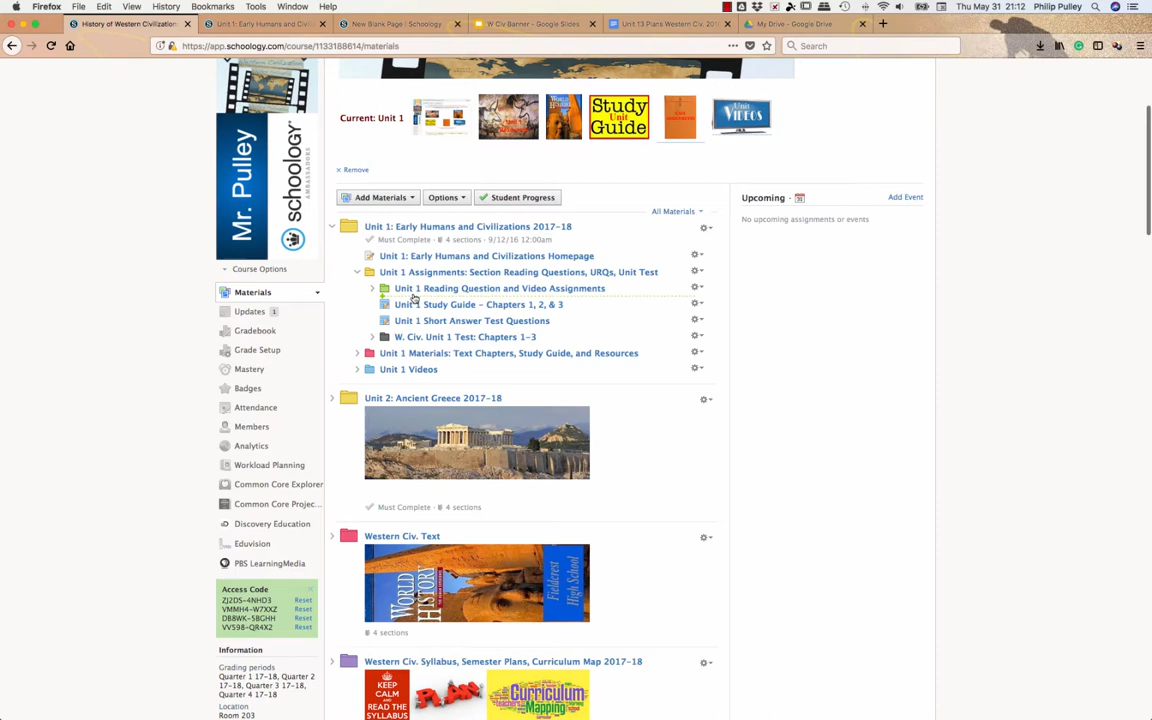 Firefox File Edit View History Bookmarks Tools Window Help
Thu May 31 21:12 Philip Pulley
History of Western Civilization
Unit 1: Early Humans and Civiliz
New Blank Page | Schoology
W Civ Banner - Google Slides
Unit 13 Plans Western Civ. 201
My Drive - Google Drive
https://app.schoology.com/course/1133188614/materials
Search
Mr. Pulley
schoology
AMBASSADORS
Course Options
Materials
Updates 1
Gradebook
Grade Setup
Mastery
Badges
Attendance
Members
Analytics
Workload Planning
Common Core Explorer
Common Core Projec...
Discovery Education
Eduvision
PBS LearningMedia
Access Code
ZJ2DS-4NHD3 Reset
VMMH4-W7XXZ Reset
DB8WK-5BGHH Reset
VV598-QR4X2 Reset
Information
Grading periods
Quarter 1 17-18, Quarter 2
17-18, Quarter 3 17-18,
Quarter 4 17-18
Location
Room 203
Current: Unit 1
WORLD HISTORY
Study Unit Guide
Unit VIDEOS
× Remove
Add Materials
Options
Student Progress
All Materials
Unit 1: Early Humans and Civilizations 2017-18
Must Complete · 4 sections · 9/12/16 12:00am
Unit 1: Early Humans and Civilizations Homepage
Unit 1 Assignments: Section Reading Questions, URQs, Unit Test
Unit 1 Reading Question and Video Assignments
Unit 1 Study Guide - Chapters 1, 2, & 3
Unit 1 Short Answer Test Questions
W. Civ. Unit 1 Test: Chapters 1-3
Unit 1 Materials: Text Chapters, Study Guide, and Resources
Unit 1 Videos
Unit 2: Ancient Greece 2017-18
Must Complete · 4 sections
Western Civ. Text
WORLD HISTORY
Fieldcrest High School
4 sections
Western Civ. Syllabus, Semester Plans, Curriculum Map 2017-18
KEEP
CALM
AND
READ THE
SYLLABUS
PLAN
Curriculum
Mapping
Upcoming ·
Add Event
No upcoming assignments or events